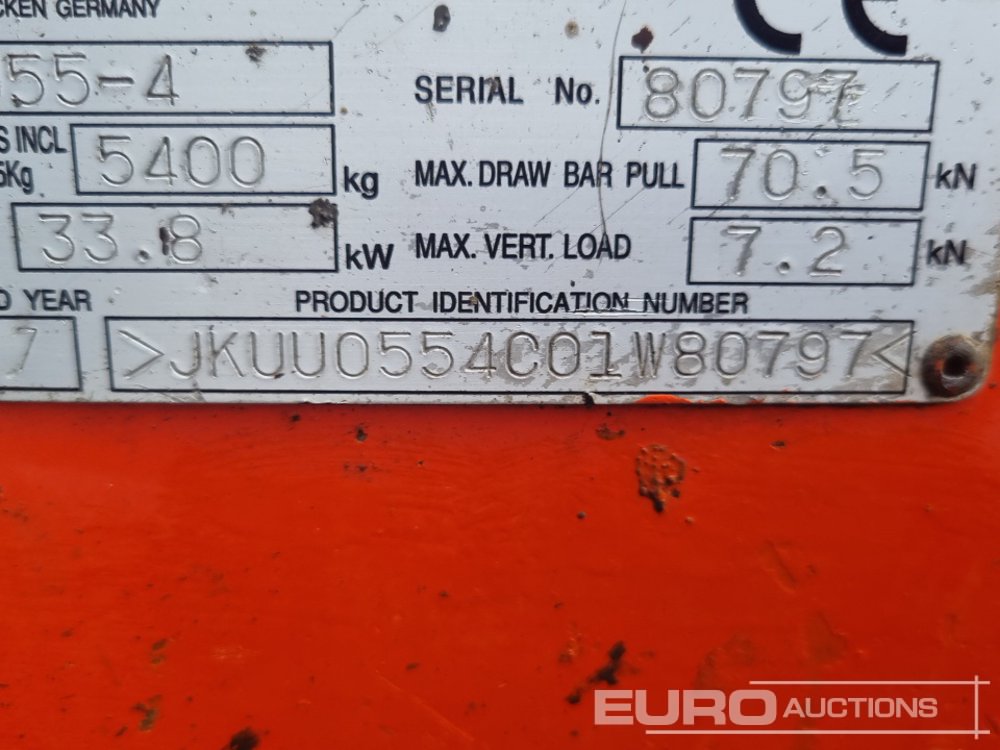 CKEN GERMANY
CE
55-4
SERIAL No. 80797
S INCL
5Kg 5400 kg
MAX. DRAW BAR PULL 70.5 kN
33.8 kW
MAX. VERT. LOAD 7.2 kN
D YEAR
PRODUCT IDENTIFICATION NUMBER
7
>JKUU0554C01W80797<
EURO AUCTIONS